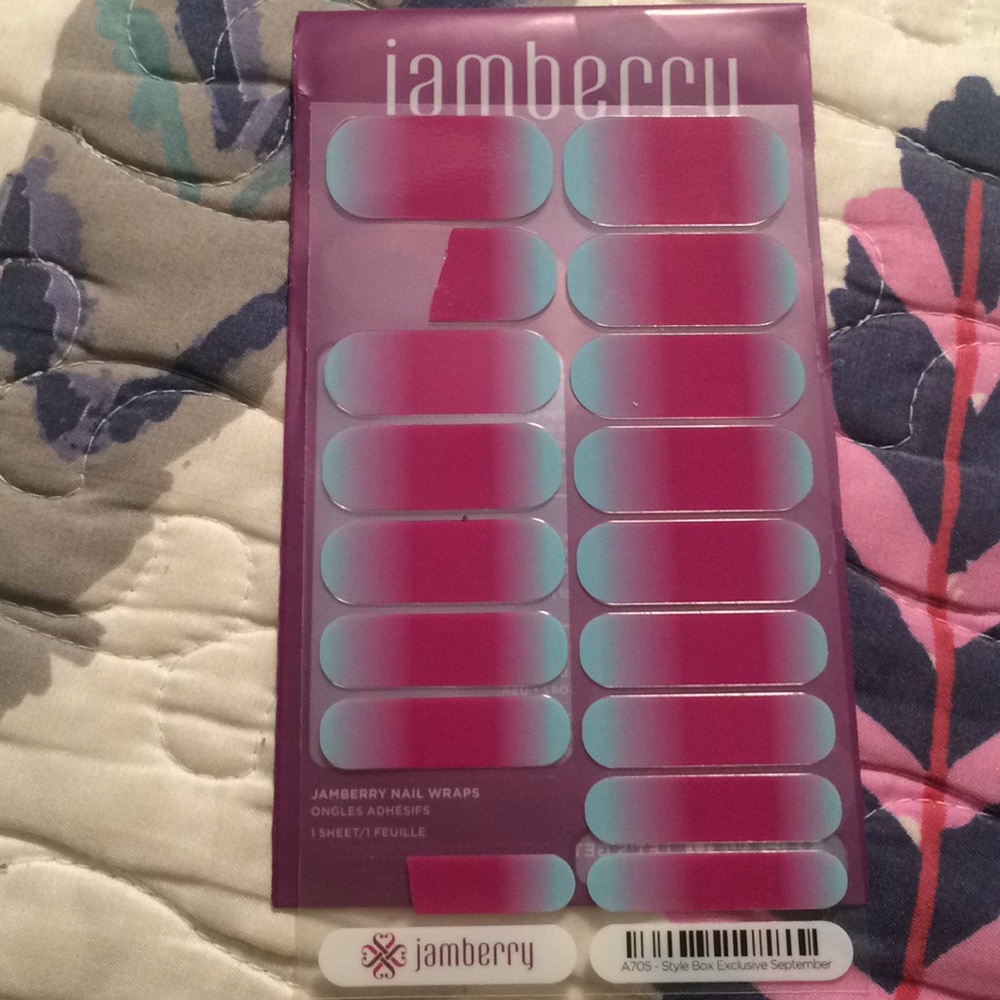 jamberry
JAMBERRY NAIL WRAPS
ONGLES ADHÉSIFS
1 SHEET/1 FEUILLE
jamberry
A705 - Style Box Exclusive September